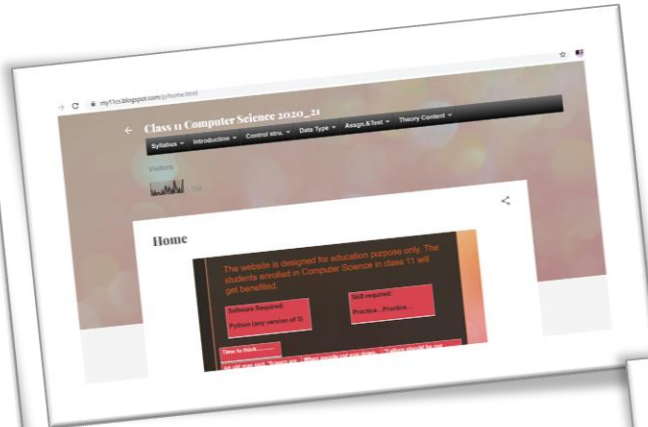 my11cs.blogspot.com/p/home.html
Class 11 Computer Science 2020_21
Syllabus Introduction Control stru. Data Type Assgn.&Test Theory Content
Visitors
Home
The website is designed for education purpose only. The
students enrolled in Computer Science in class 11 will
get benefited.
Software Required:
Python (any version of 3)
Skill required:
Practice.. Practice....
Time to think